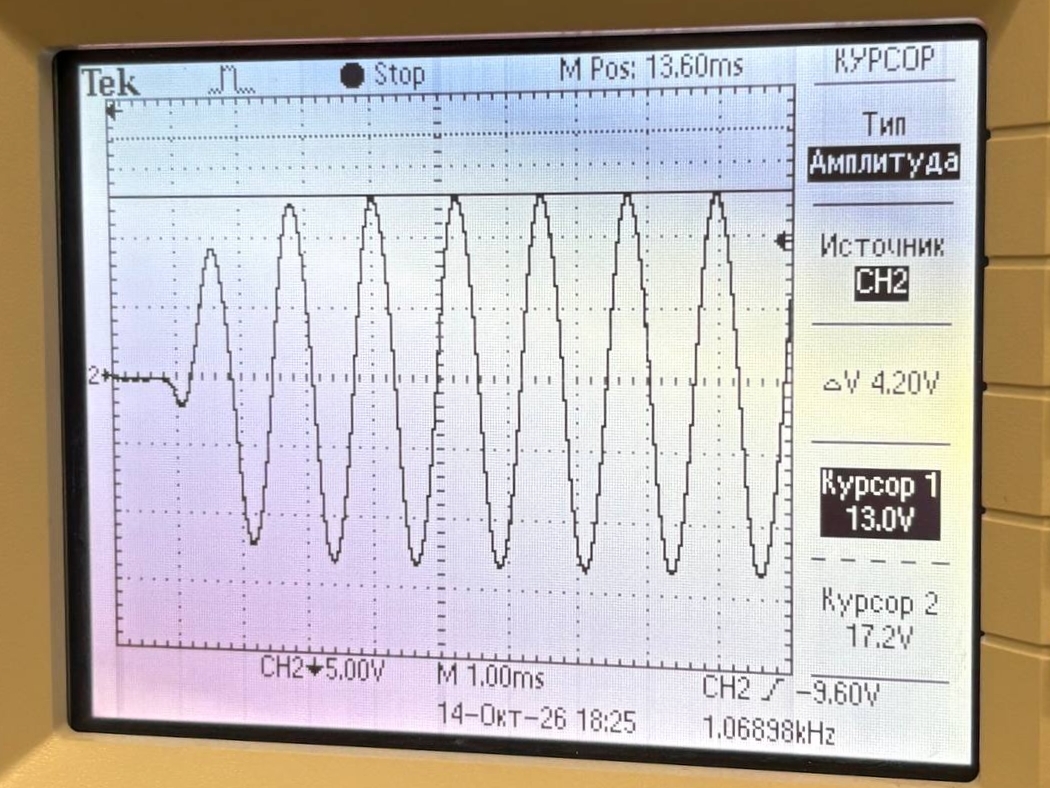 Tek
Stop
M Pos: 13.60ms
КУРСОР
Тип
Амплитуда
Источник
CH2
2
△V 4.20V
Курсор 1
13.0V
Курсор 2
17.2V
CH2 5.00V
M 1.00ms
CH2 -9.60V
14-Окт-26 18:25
1.06898kHz